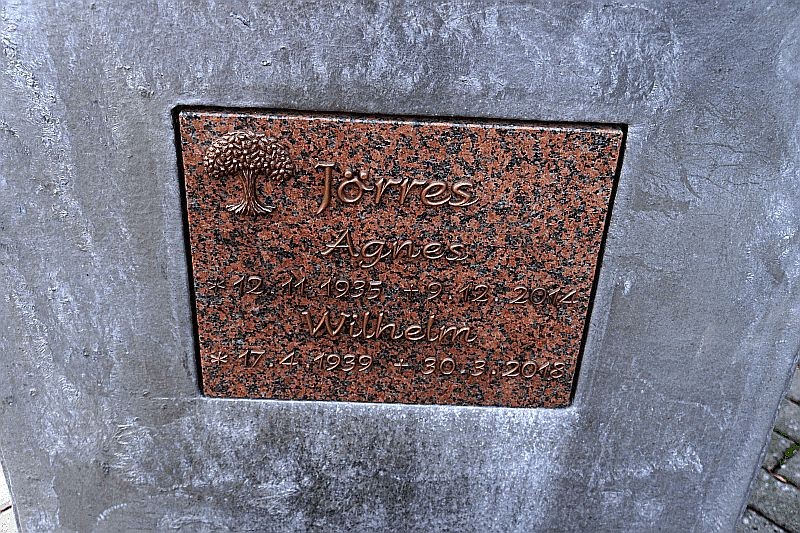 Jörres
Agnes
* 12.11.1935 + 9.12.2014
Wilhelm
* 17.4.1939 + 30.3.2018